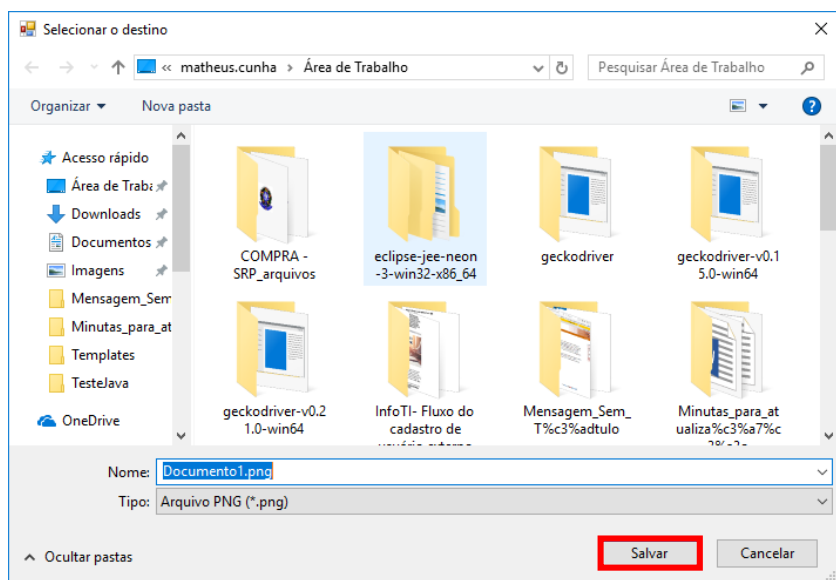 Selecionar o destino
« matheus.cunha › Área de Trabalho
Pesquisar Área de Trabalho
Organizar
Nova pasta
Acesso rápido
Área de Traba
Downloads
Documentos
Imagens
Mensagem_Sem
Minutas_para_at
Templates
TesteJava
OneDrive
COMPRA -
SRP_arquivos
eclipse-jee-neon
-3-win32-x86_64
geckodriver
geckodriver-v0.1
5.0-win64
geckodriver-v0.2
1.0-win64
InfoTI- Fluxo do
cadastro de
usuário externo
Mensagem_Sem_
T%c3%adtulo
Minutas_para_at
ualiza%c3%a7%c
Nome: Documento1.png
Tipo: Arquivo PNG (*.png)
Ocultar pastas
Salvar
Cancelar